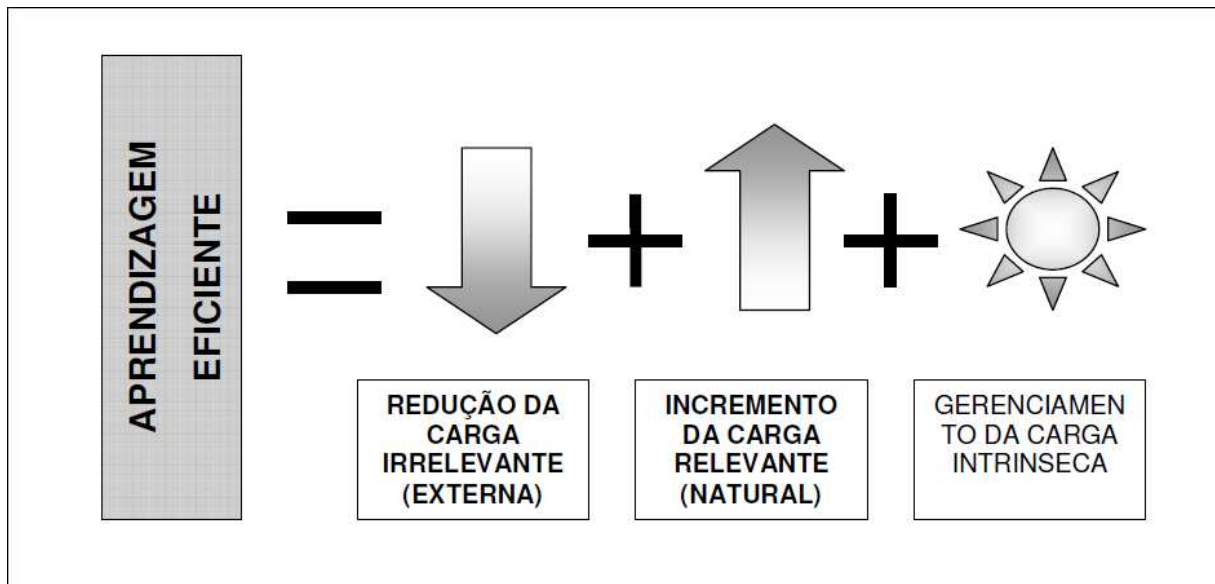 APRENDIZAGEM
EFICIENTE
REDUÇÃO DA
CARGA
IRRELEVANTE
(EXTERNA)
INCREMENTO
DA CARGA
RELEVANTE
(NATURAL)
GERENCIAMEN
TO DA CARGA
INTRINSECA